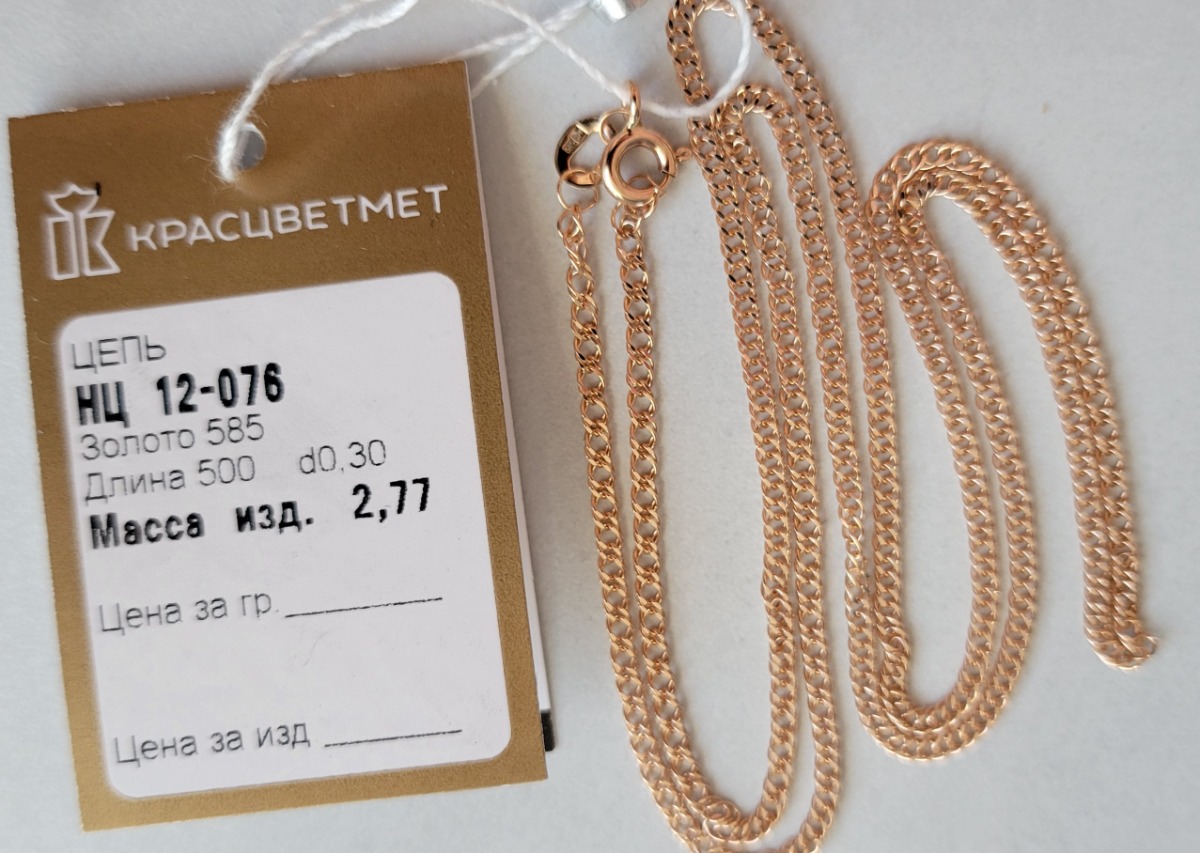 КРАСЦВЕТМЕТ
ЦЕПЬ
НЦ 12-076
Золото 585
Длина 500 d0,30
Масса изд. 2,77
Цена за гр.
Цена за изд